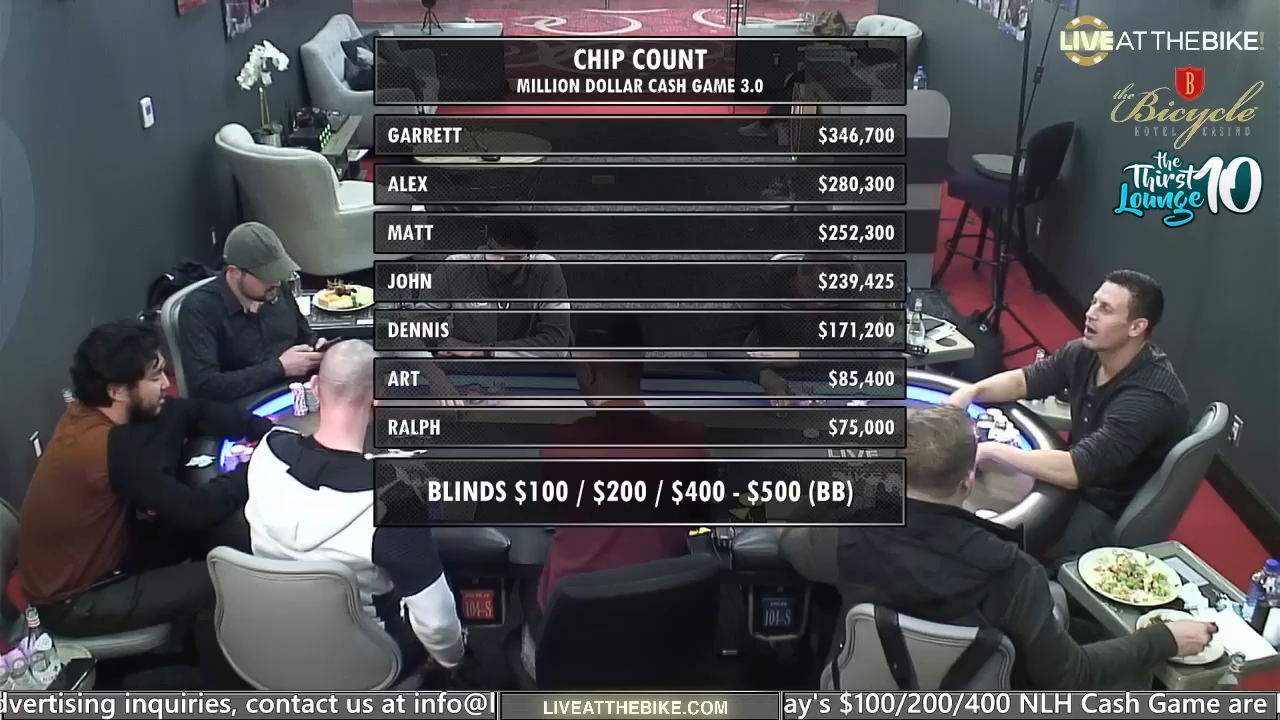 CHIP COUNT
MILLION DOLLAR CASH GAME 3.0
GARRETT $346,700
ALEX $280,300
MATT $252,300
JOHN $239,425
DENNIS $171,200
ART $85,400
RALPH $75,000
BLINDS $100 / $200 / $400 - $500 (BB)
LIVEATTHEBIKE!
B
the Bicycle
HOTEL CASINO
the
Thirst
Lounge 10
LIVE
104-S
104-S
dvertising inquiries, contact us at info@l
LIVEATTHEBIKE.COM
ay's $100/200/400 NLH Cash Game are